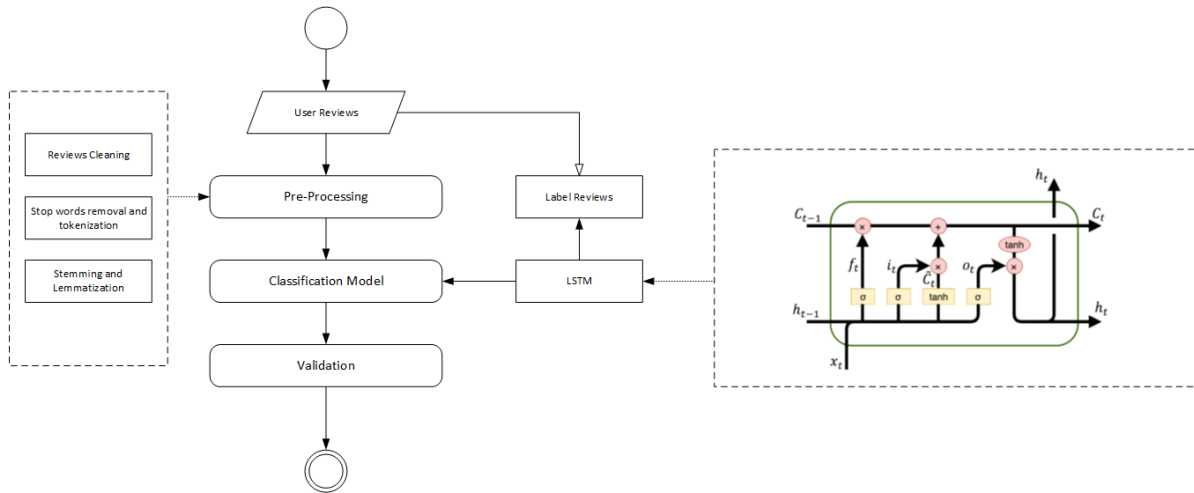 User Reviews
Reviews Cleaning
Stop words removal and
tokenization
Stemming and
Lemmatization
Pre-Processing
Classification Model
Validation
Label Reviews
LSTM
h_t
C_{t-1}
C_t
×
+
tanh
f_t
i_t
×
C̃_t
o_t
×
σ
σ
tanh
σ
h_{t-1}
h_t
x_t